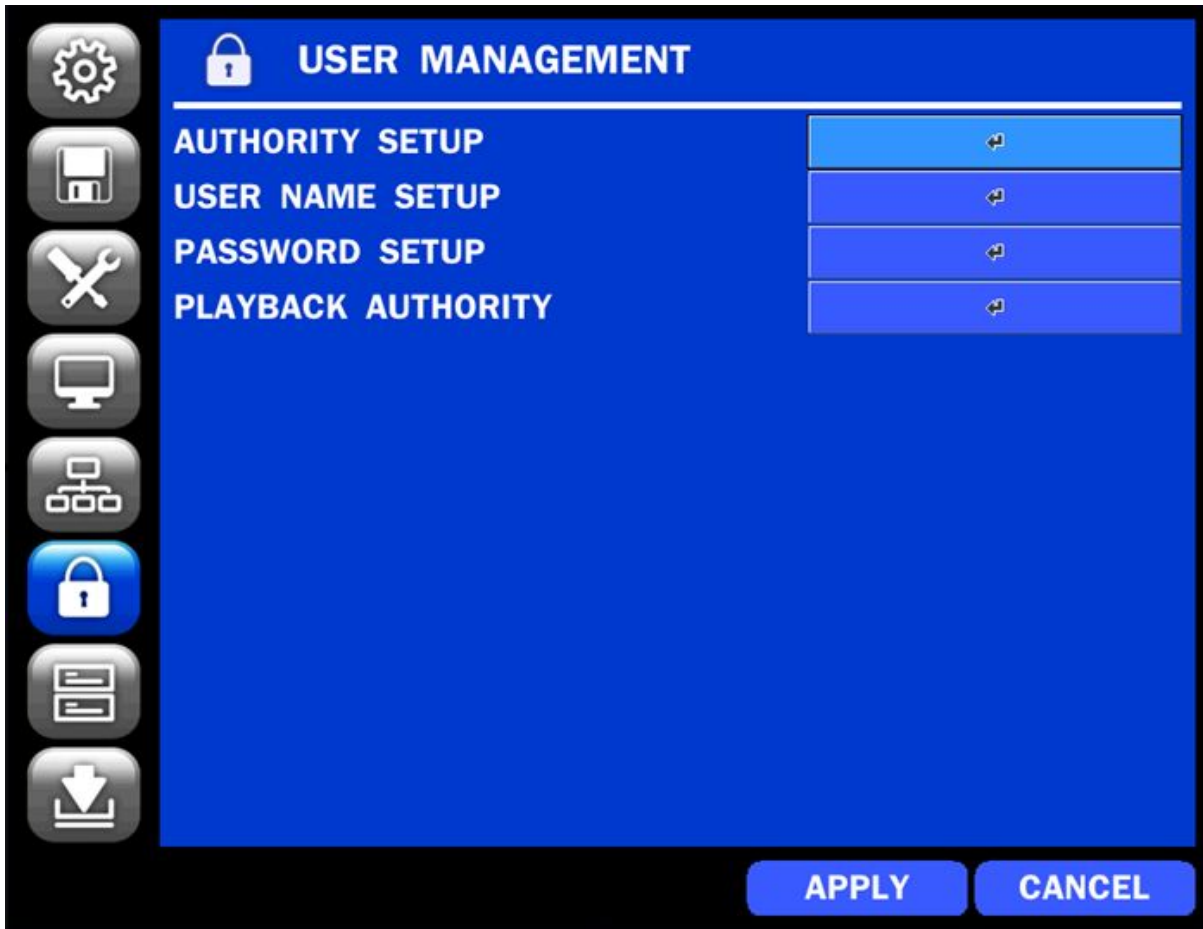 USER MANAGEMENT
AUTHORITY SETUP
USER NAME SETUP
PASSWORD SETUP
PLAYBACK AUTHORITY
APPLY CANCEL